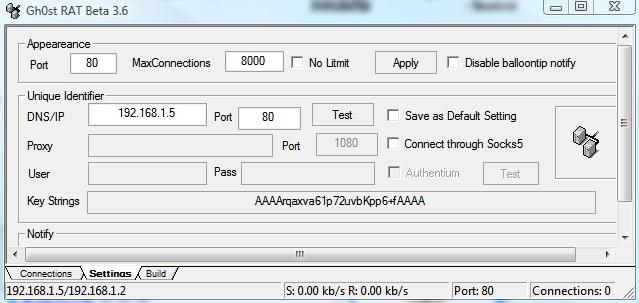 Gh0st RAT Beta 3.6
Appearance
Port 80 MaxConnections 8000 No Litmit Apply Disable balloontip notify
Unique Identifier
DNS/IP 192.168.1.5 Port 80 Test Save as Default Setting
Proxy Port 1080 Connect through Socks5
User Pass Authentium Test
Key Strings AAAArqaxva61p72uvbKpp6+fAAAA
Notify
Connections Settings Build
192.168.1.5/192.168.1.2 S: 0.00 kb/s R: 0.00 kb/s Port: 80 Connections: 0